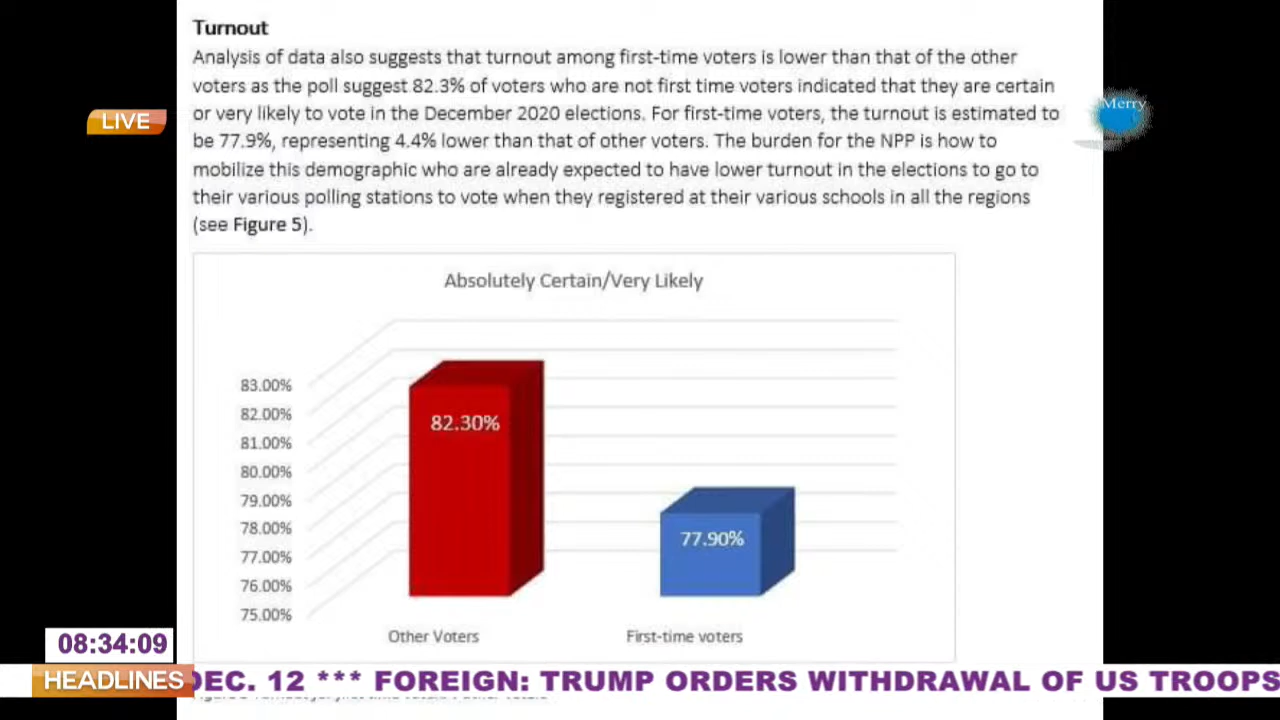 Turnout
Analysis of data also suggests that turnout among first-time voters is lower than that of the other
voters as the poll suggest 82.3% of voters who are not first time voters indicated that they are certain
or very likely to vote in the December 2020 elections. For first-time voters, the turnout is estimated to
be 77.9%, representing 4.4% lower than that of other voters. The burden for the NPP is how to
mobilize this demographic who are already expected to have lower turnout in the elections to go to
their various polling stations to vote when they registered at their various schools in all the regions
(see Figure 5).
LIVE
Merry
Absolutely Certain/Very Likely
83.00%
82.00%
81.00%
80.00%
79.00%
78.00%
77.00%
76.00%
75.00%
82.30%
77.90%
Other Voters
First-time voters
08:34:09
HEADLINES
DEC. 12 *** FOREIGN: TRUMP ORDERS WITHDRAWAL OF US TROOPS